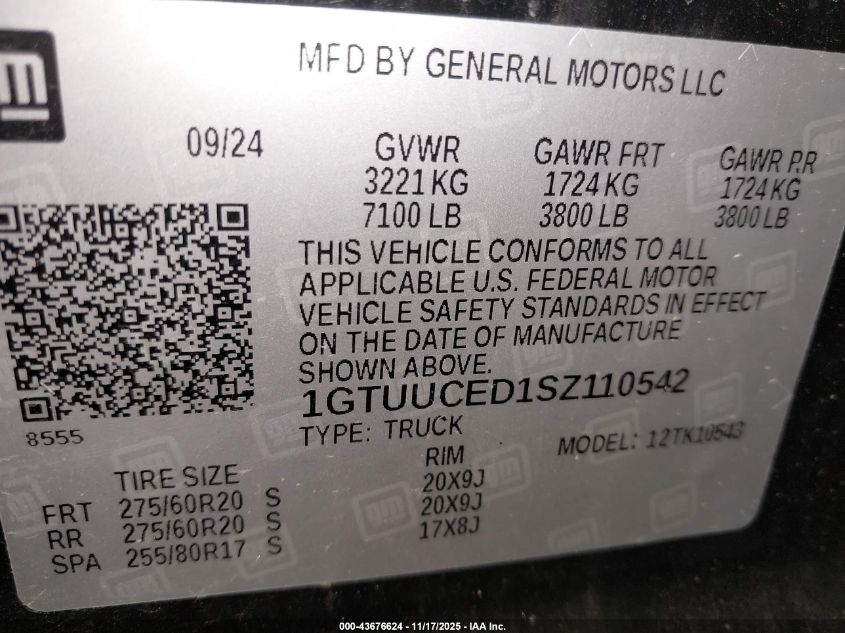 gm
MFD BY GENERAL MOTORS LLC
09/24 GVWR GAWR FRT GAWR RR
3221 KG 1724 KG 1724 KG
7100 LB 3800 LB 3800 LB
THIS VEHICLE CONFORMS TO ALL
APPLICABLE U.S. FEDERAL MOTOR
VEHICLE SAFETY STANDARDS IN EFFECT
ON THE DATE OF MANUFACTURE
SHOWN ABOVE.
1GTUUCED1SZ110542
8555
TYPE: TRUCK MODEL: 12TK10543
TIRE SIZE RIM
FRT 275/60R20 S 20X9J
RR 275/60R20 S 20X9J
SPA 255/80R17 S 17X8J
000-43676624 - 11/17/2025 - IAA Inc.